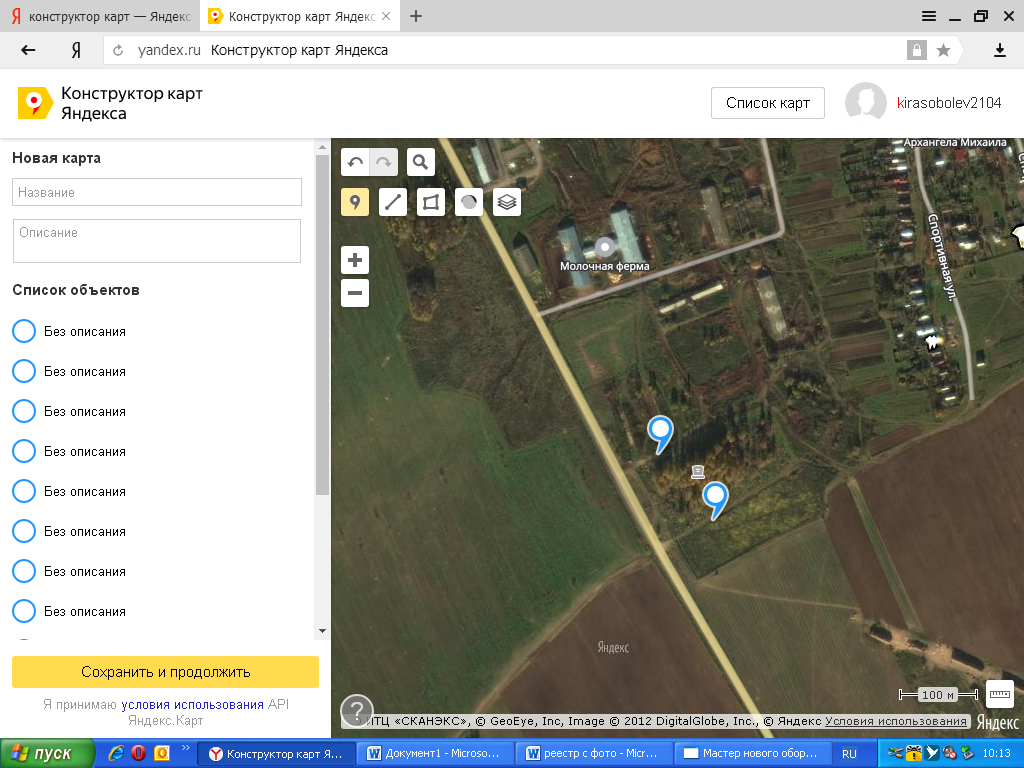 конструктор карт — Яндекс
Конструктор карт Яндекс
yandex.ru Конструктор карт Яндекса
Конструктор карт
Яндекса
Список карт
kirasobolev2104
Новая карта
Название
Описание
Список объектов
Без описания
Без описания
Без описания
Без описания
Без описания
Без описания
Без описания
Без описания
Сохранить и продолжить
Я принимаю условия использования API
Яндекс.Карт
Архангела Михаила
Спортивная ул.
Молочная ферма
Яндекс
100 м
?
ИТЦ «СКАНЭКС», © GeoEye, Inc, Image © 2012 DigitalGlobe, Inc., © Яндекс Условия использования
Яндекс
пуск
Конструктор карт Я...
Документ1 - Microso...
реестр с фото - Micr...
Мастер нового обор...
RU
10:13